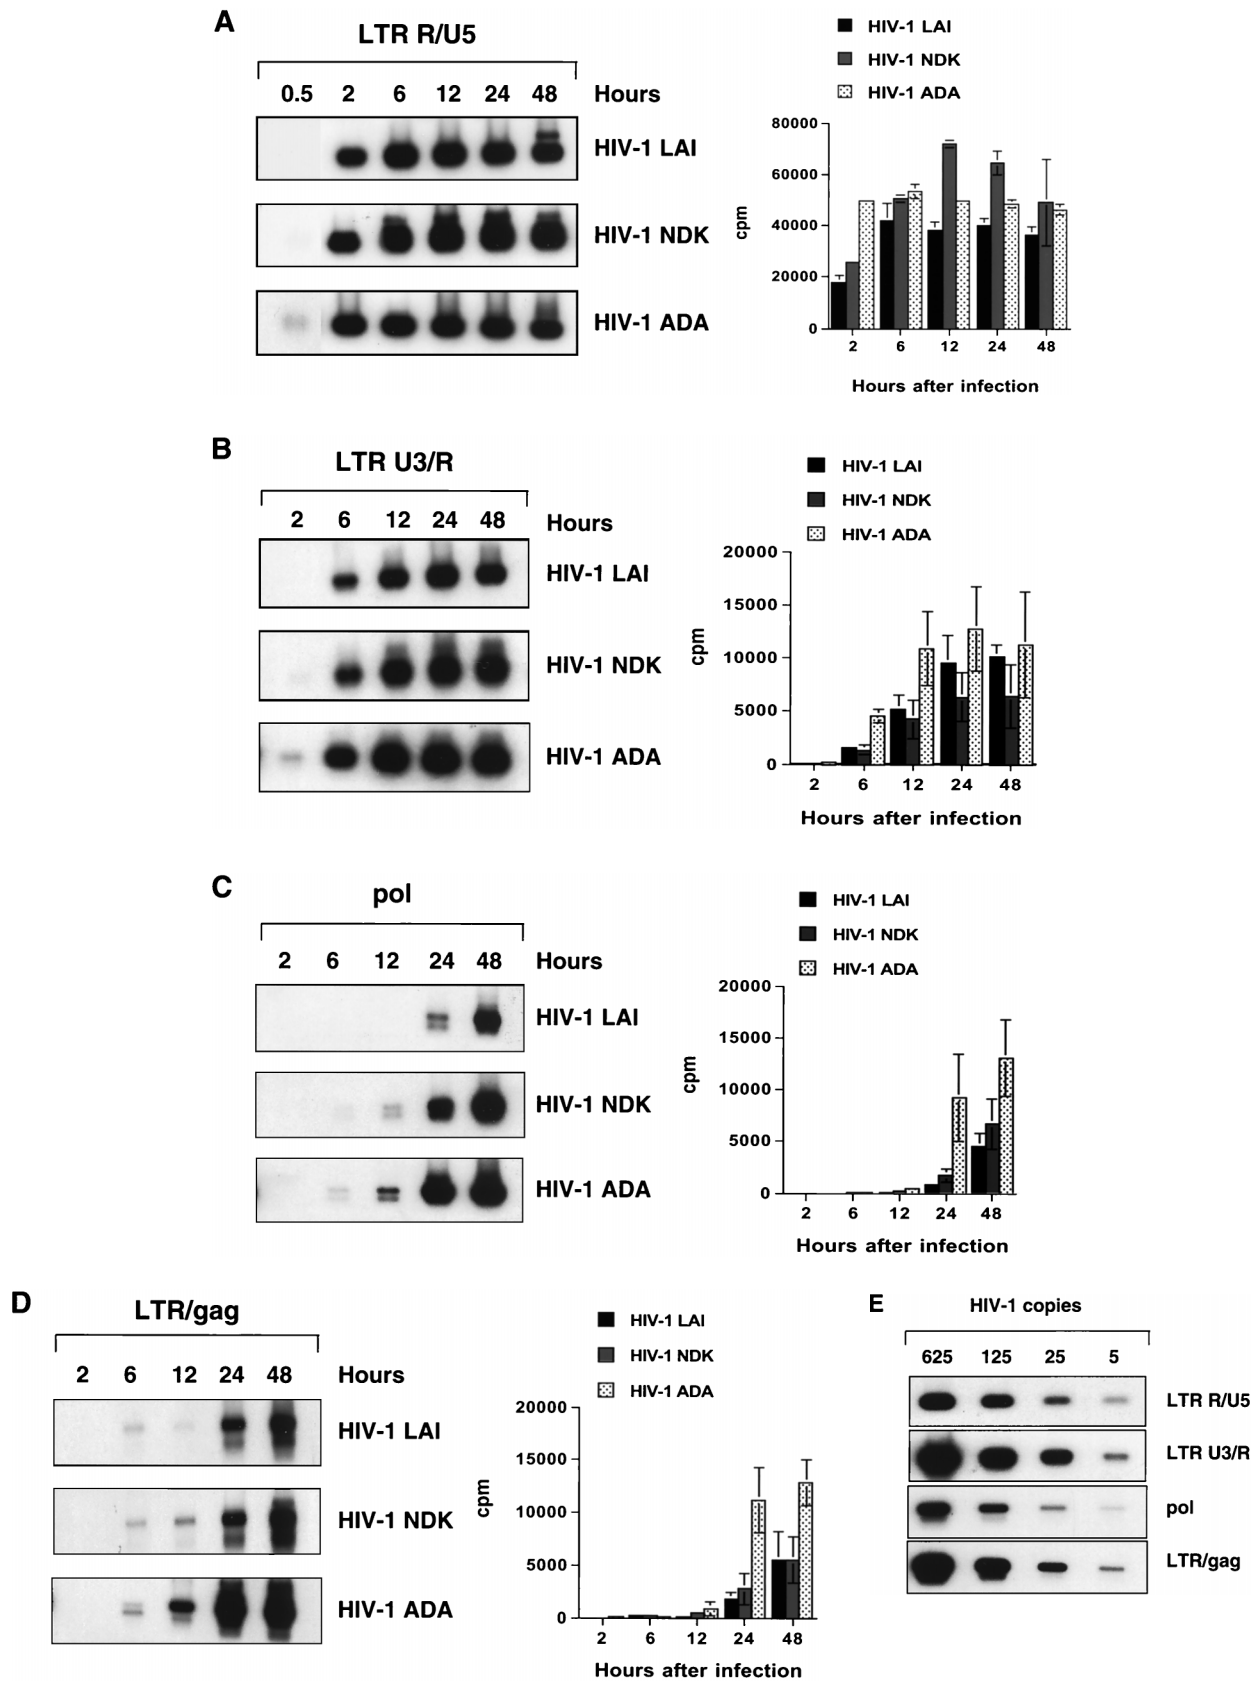 A
LTR R/U5
0.5 2 6 12 24 48 Hours
HIV-1 LAI
HIV-1 NDK
HIV-1 ADA
HIV-1 LAI
HIV-1 NDK
HIV-1 ADA
80000
60000
40000
20000
0
cpm
2 6 12 24 48
Hours after infection
B
LTR U3/R
2 6 12 24 48 Hours
HIV-1 LAI
HIV-1 NDK
HIV-1 ADA
HIV-1 LAI
HIV-1 NDK
HIV-1 ADA
20000
15000
10000
5000
0
cpm
2 6 12 24 48
Hours after infection
C
pol
2 6 12 24 48 Hours
HIV-1 LAI
HIV-1 NDK
HIV-1 ADA
HIV-1 LAI
HIV-1 NDK
HIV-1 ADA
20000
15000
10000
5000
0
cpm
2 6 12 24 48
Hours after infection
D
LTR/gag
2 6 12 24 48 Hours
HIV-1 LAI
HIV-1 NDK
HIV-1 ADA
HIV-1 LAI
HIV-1 NDK
HIV-1 ADA
20000
15000
10000
5000
0
cpm
2 6 12 24 48
Hours after infection
E
HIV-1 copies
625 125 25 5
LTR R/U5
LTR U3/R
pol
LTR/gag